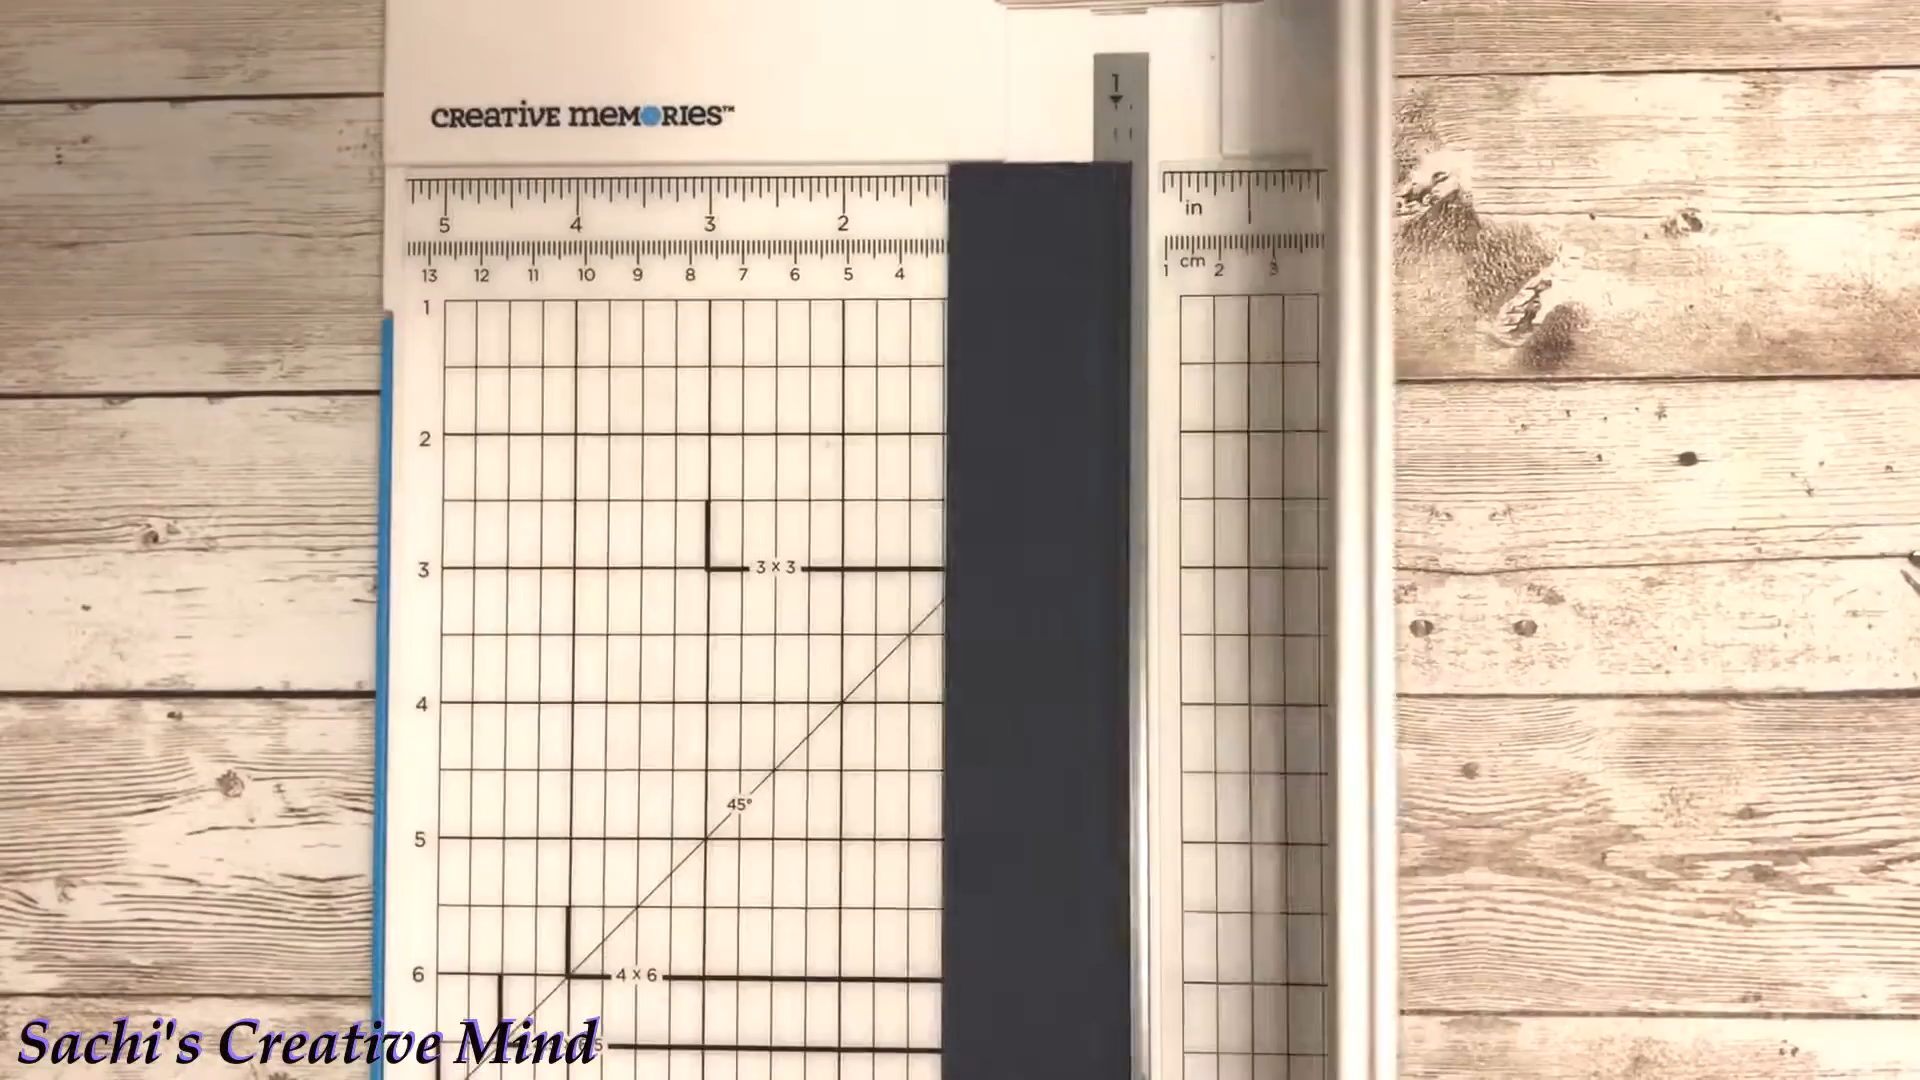 CREATIVE MEMORIES™
1
5 4 3 2
in 1
13 12 11 10 9 8 7 6 5 4
1 cm 2 3
1
2
3 3 x 3
4
45°
5
6 4 x 6
Sachi's Creative Mind